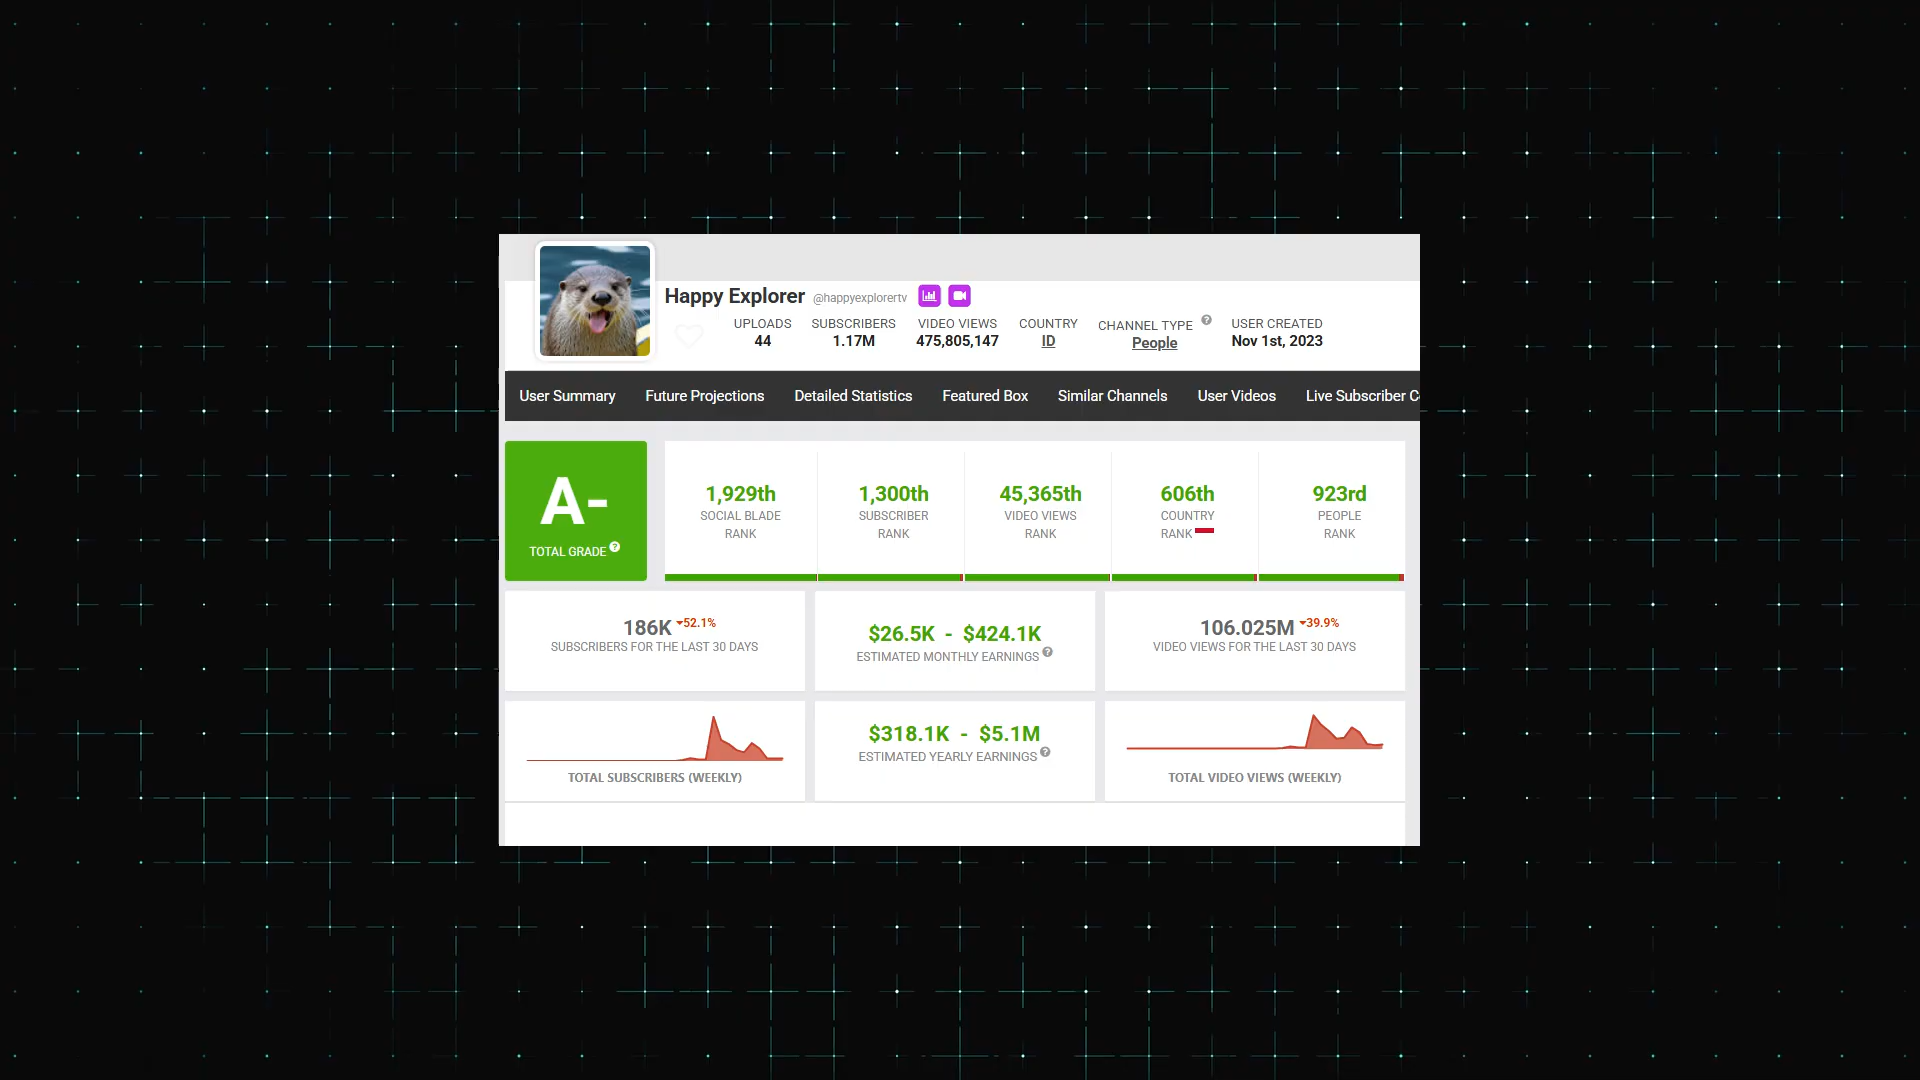 Happy Explorer @happyexplorertv
UPLOADS SUBSCRIBERS VIDEO VIEWS COUNTRY CHANNEL TYPE USER CREATED
44 1.17M 475,805,147 ID People Nov 1st, 2023
User Summary Future Projections Detailed Statistics Featured Box Similar Channels User Videos Live Subscriber C
A-
TOTAL GRADE ?
1,929th
SOCIAL BLADE
RANK
1,300th
SUBSCRIBER
RANK
45,365th
VIDEO VIEWS
RANK
606th
COUNTRY
RANK
923rd
PEOPLE
RANK
186K 52.1%
SUBSCRIBERS FOR THE LAST 30 DAYS
$26.5K - $424.1K
ESTIMATED MONTHLY EARNINGS ?
106.025M 39.9%
VIDEO VIEWS FOR THE LAST 30 DAYS
TOTAL SUBSCRIBERS (WEEKLY)
$318.1K - $5.1M
ESTIMATED YEARLY EARNINGS ?
TOTAL VIDEO VIEWS (WEEKLY)